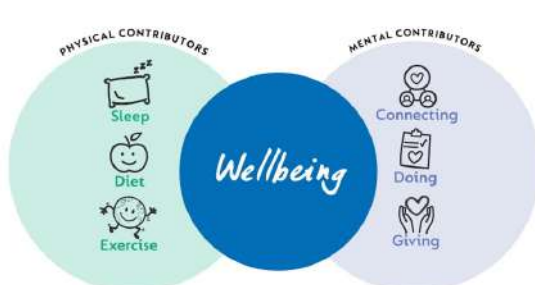 PHYSICAL CONTRIBUTORS
zzz
Sleep
Diet
Exercise
Wellbeing
MENTAL CONTRIBUTORS
Connecting
Doing
Giving